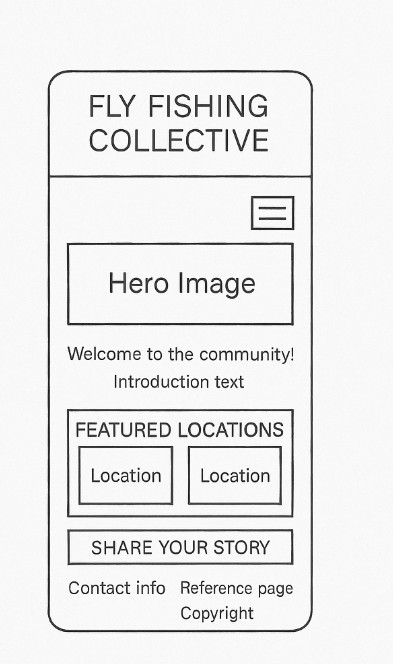 FLY FISHING
COLLECTIVE
Hero Image
Welcome to the community!
Introduction text
FEATURED LOCATIONS
Location Location
SHARE YOUR STORY
Contact info Reference page
Copyright